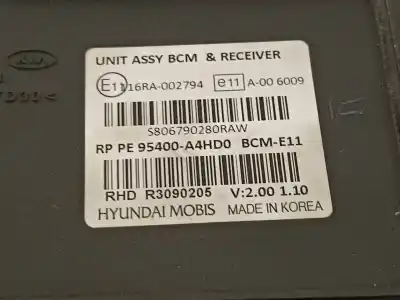 KIA
UNIT ASSY BCM & RECEIVER
E11 16RA-002794 e11 A-00 6009
S806790280RAW
RP PE 95400-A4HD0 BCM-E11
RHD R3090205 V:2.00 1.10
HYUNDAI MOBIS MADE IN KOREA